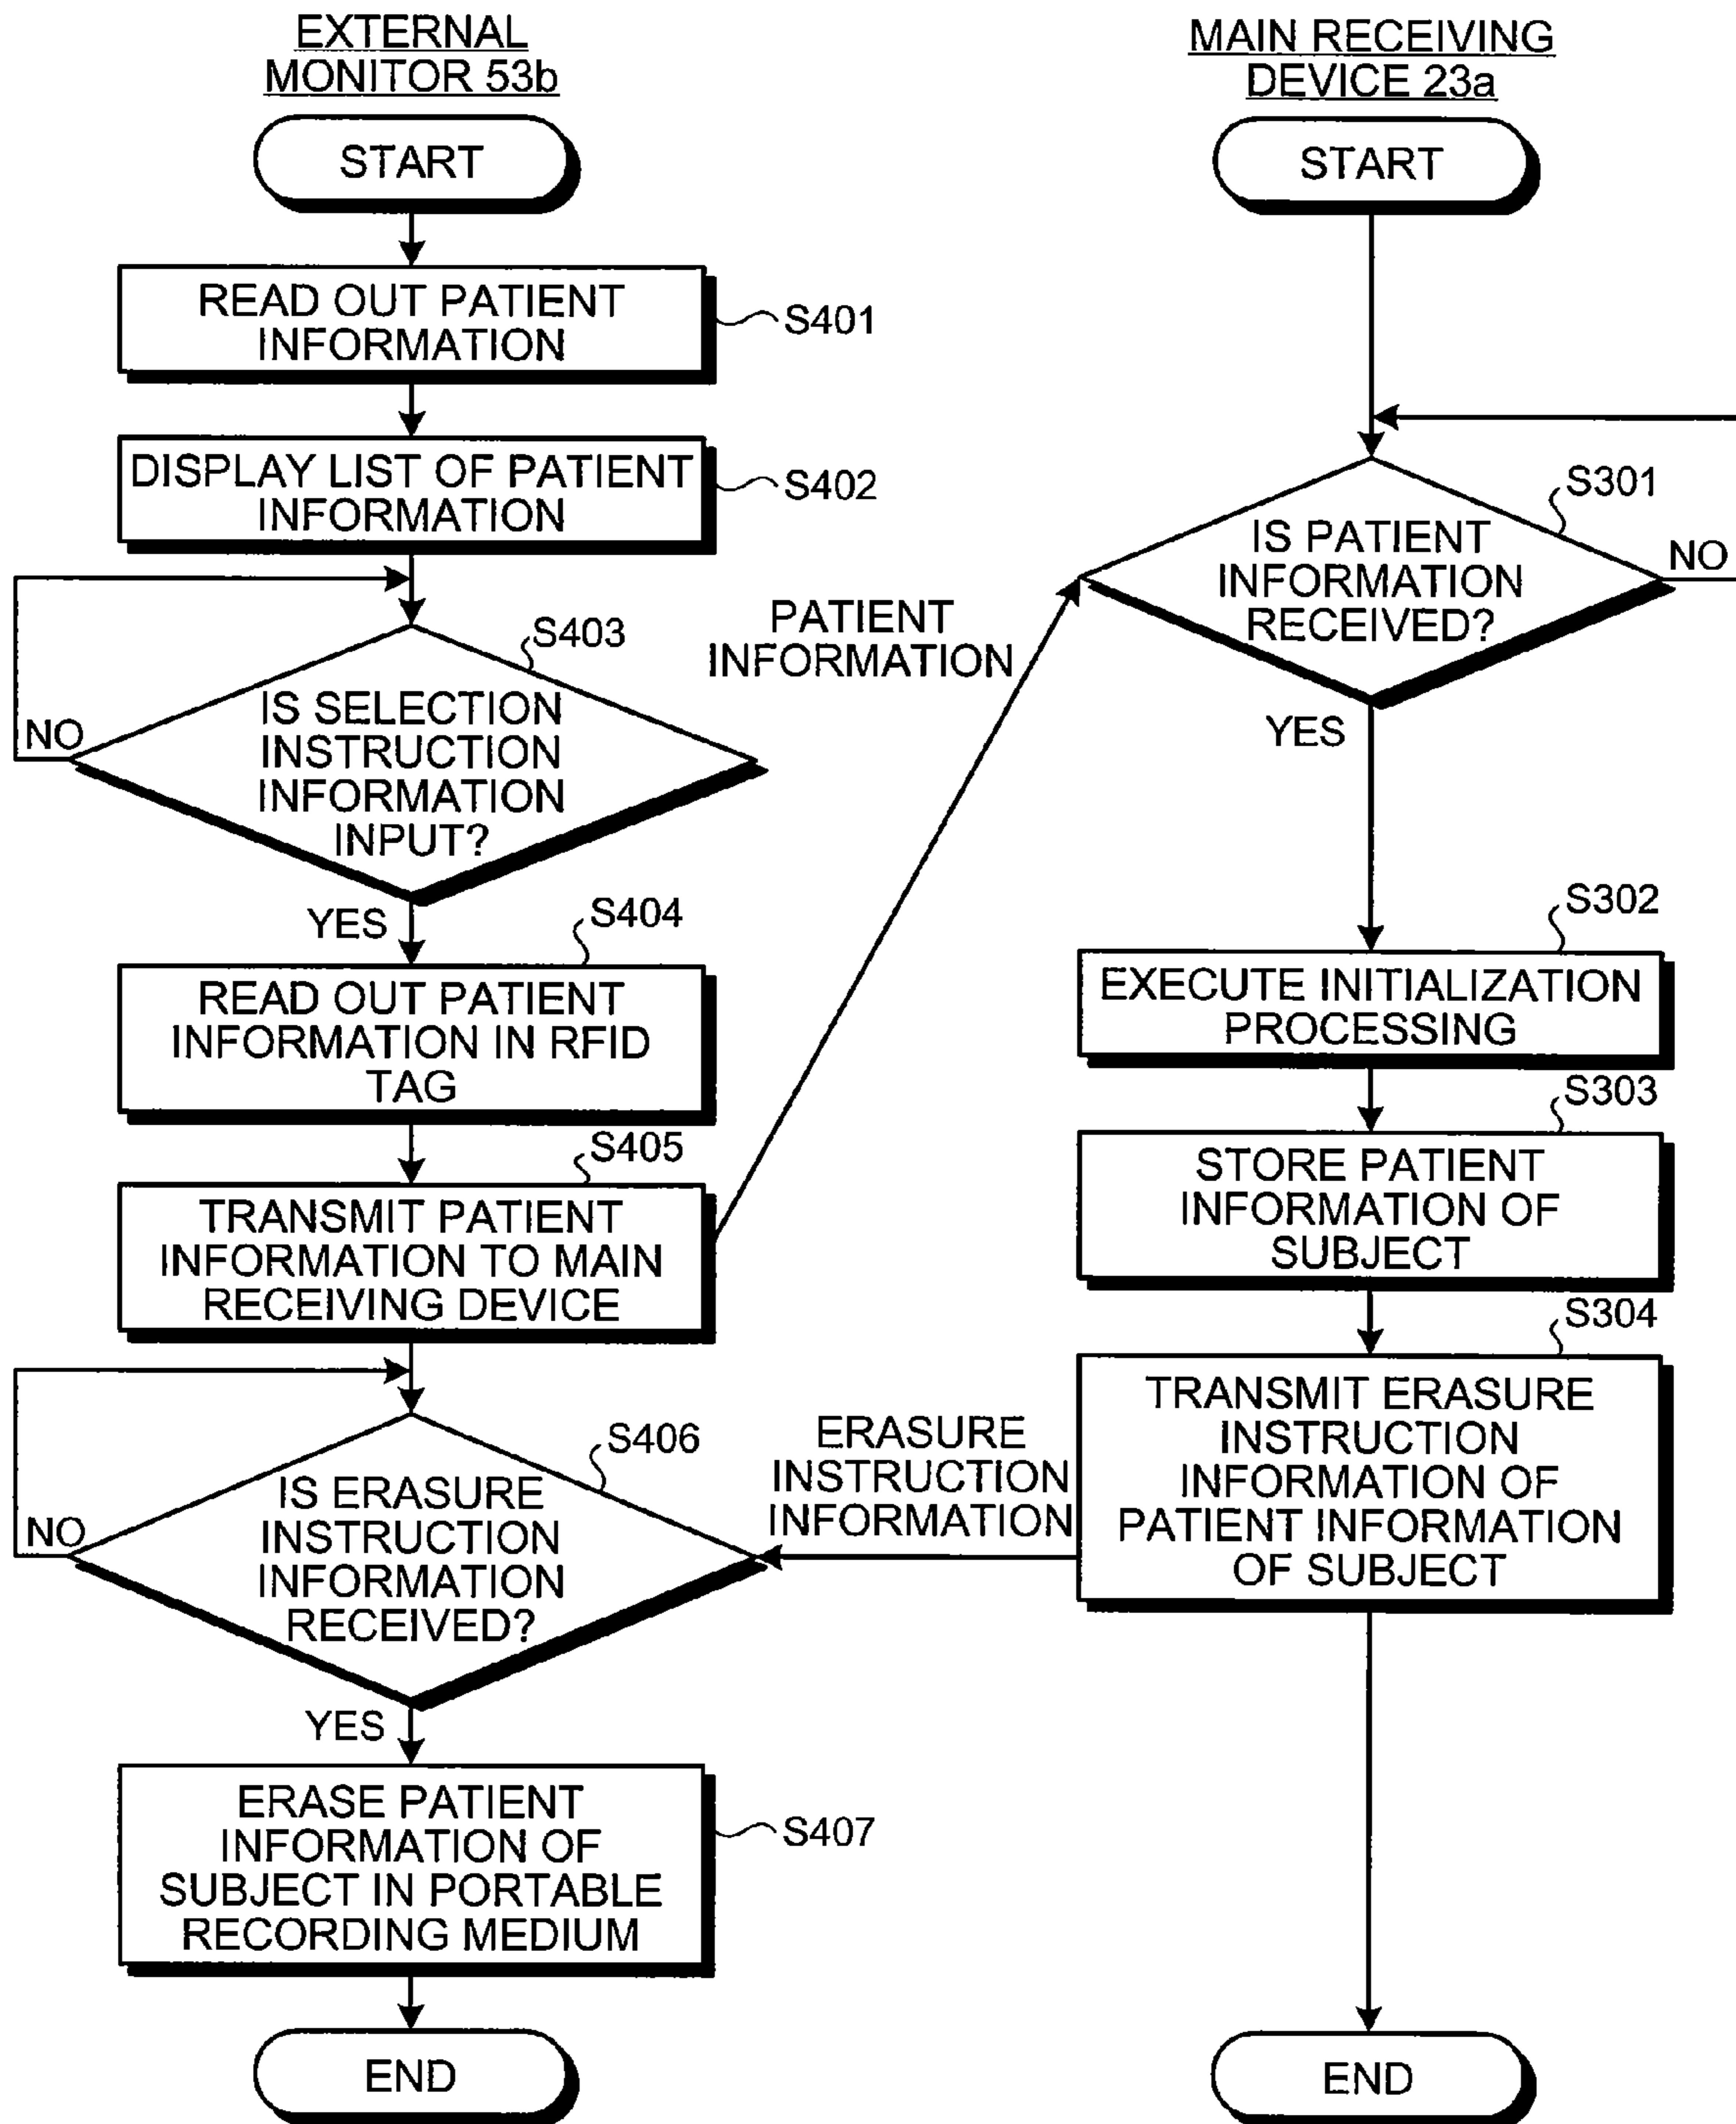 EXTERNAL
MONITOR 53b
START
READ OUT PATIENT
INFORMATION
S401
DISPLAY LIST OF PATIENT
INFORMATION
S402
S403
IS SELECTION
INSTRUCTION
INFORMATION
INPUT?
NO
YES
S404
READ OUT PATIENT
INFORMATION IN RFID
TAG
S405
TRANSMIT PATIENT
INFORMATION TO MAIN
RECEIVING DEVICE
PATIENT
INFORMATION
S406
IS ERASURE
INSTRUCTION
INFORMATION
RECEIVED?
NO
YES
ERASE PATIENT
INFORMATION OF
SUBJECT IN PORTABLE
RECORDING MEDIUM
S407
END
MAIN RECEIVING
DEVICE 23a
START
S301
IS PATIENT
INFORMATION
RECEIVED?
NO
YES
S302
EXECUTE INITIALIZATION
PROCESSING
S303
STORE PATIENT
INFORMATION OF
SUBJECT
S304
TRANSMIT ERASURE
INSTRUCTION
INFORMATION OF
PATIENT INFORMATION
OF SUBJECT
ERASURE
INSTRUCTION
INFORMATION
END